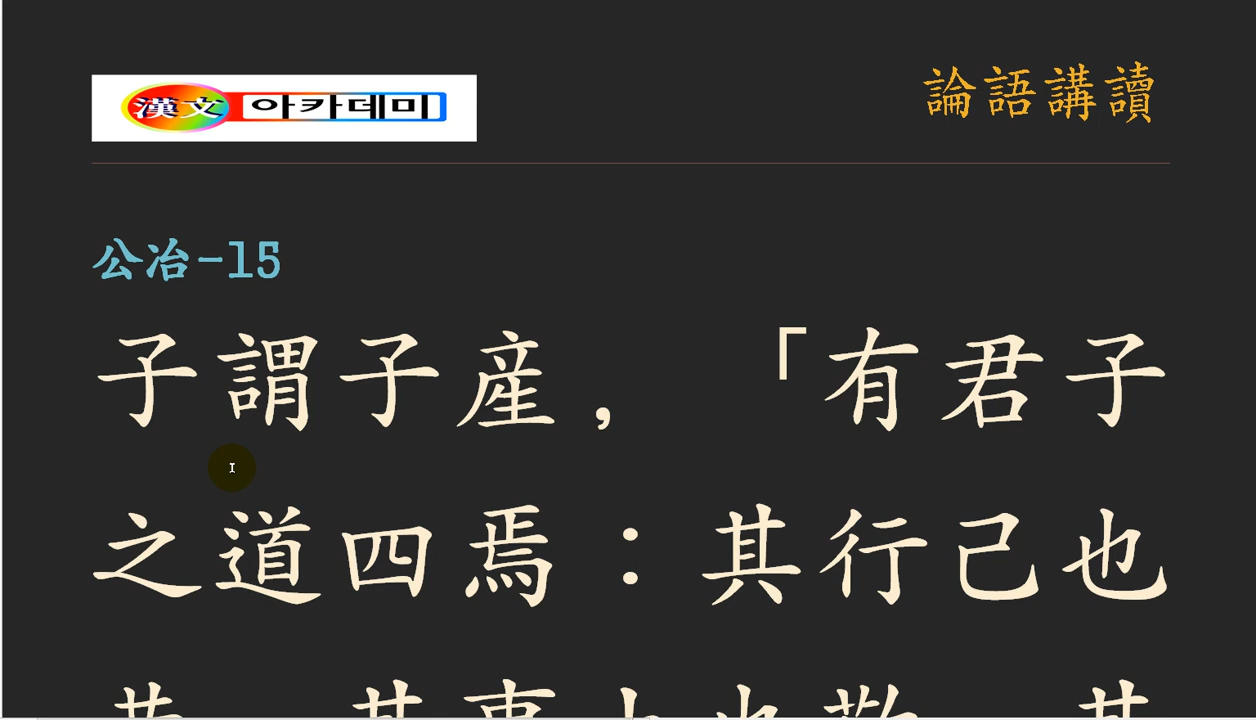 漢文 아카데미
論語講讀
公冶-15
子謂子産，「有君子
之道四焉：其行己也